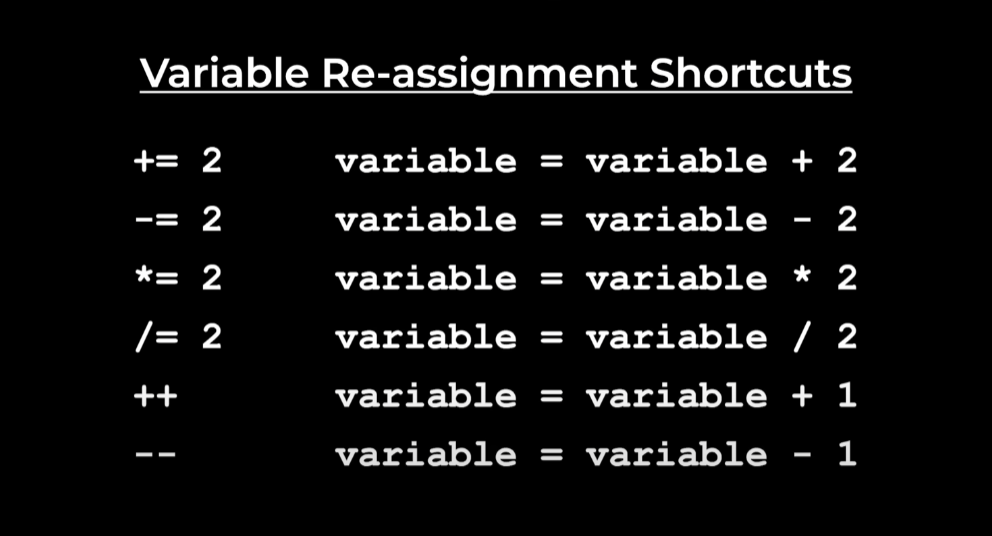 Variable Re-assignment Shortcuts
+= 2 variable = variable + 2
-= 2 variable = variable - 2
*= 2 variable = variable * 2
/= 2 variable = variable / 2
++ variable = variable + 1
-- variable = variable - 1